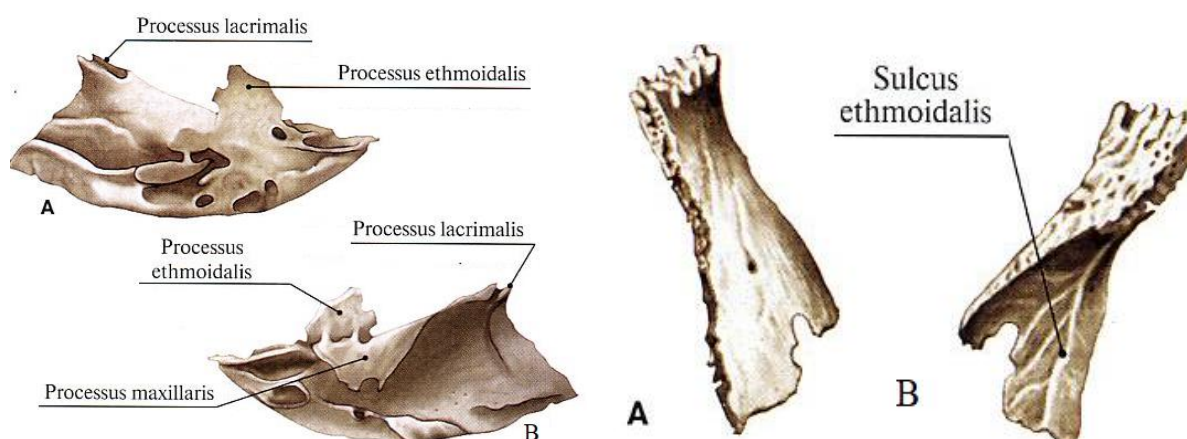 Processus lacrimalis
Processus ethmoidalis
A
Processus lacrimalis
Processus
ethmoidalis
Processus maxillaris
B
Sulcus
ethmoidalis
A
B